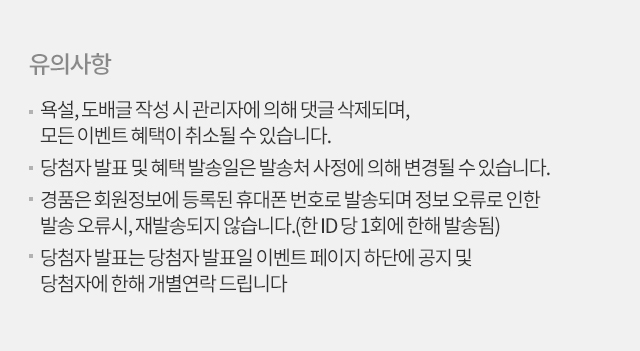 유의사항
욕설, 도배글 작성 시 관리자에 의해 댓글 삭제되며,
모든 이벤트 혜택이 취소될 수 있습니다.
당첨자 발표 및 혜택 발송일은 발송처 사정에 의해 변경될 수 있습니다.
경품은 회원정보에 등록된 휴대폰 번호로 발송되며 정보 오류로 인한
발송 오류시, 재발송되지 않습니다.(한 ID 당 1회에 한해 발송됨)
당첨자 발표는 당첨자 발표일 이벤트 페이지 하단에 공지 및
당첨자에 한해 개별연락 드립니다